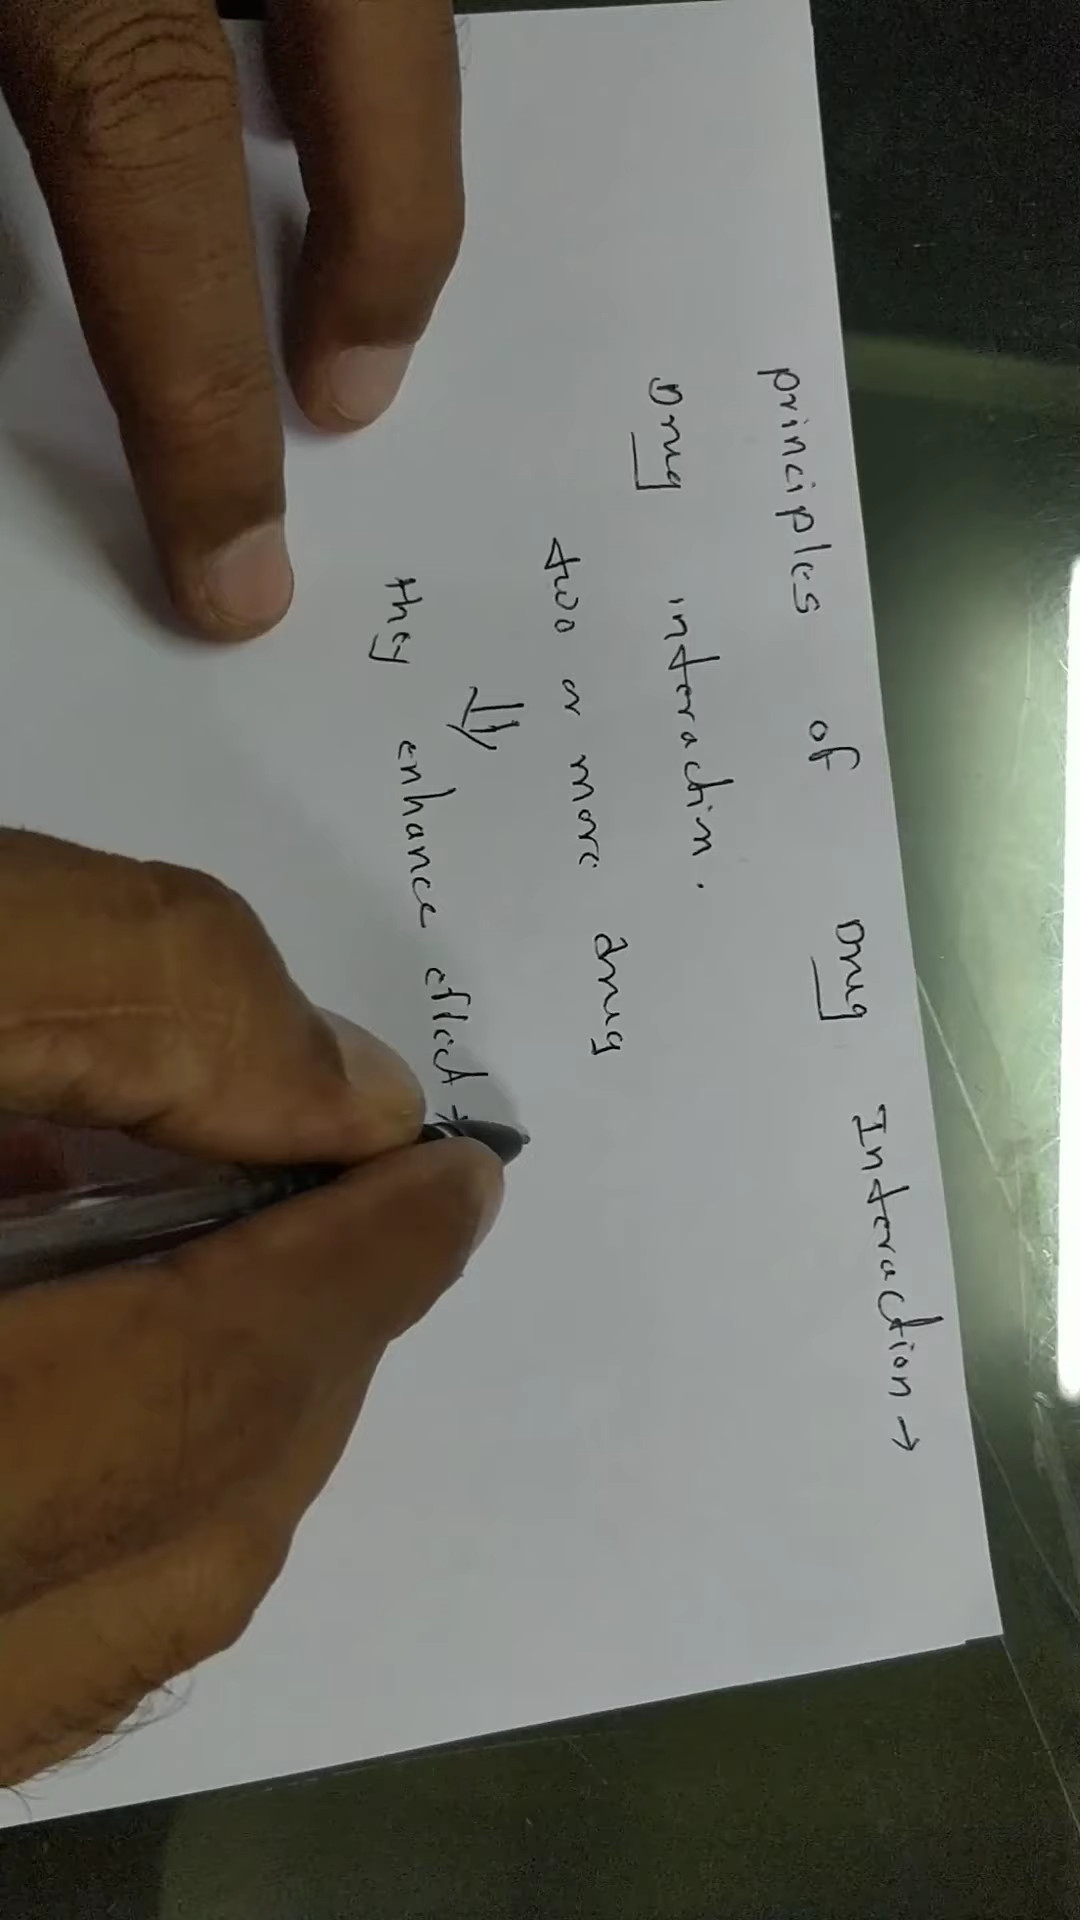 principles of Drug Interaction →
Drug interaction.
two or more drug
⇓
they enhance effect